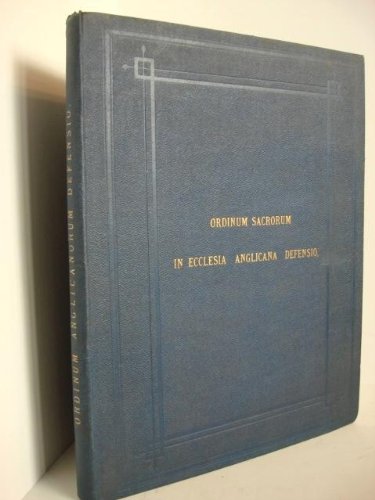 ORDINUM ANGLICANORUM DEFENSIO.
ORDINUM SACRORUM
IN ECCLESIA ANGLICANA DEFENSIO,